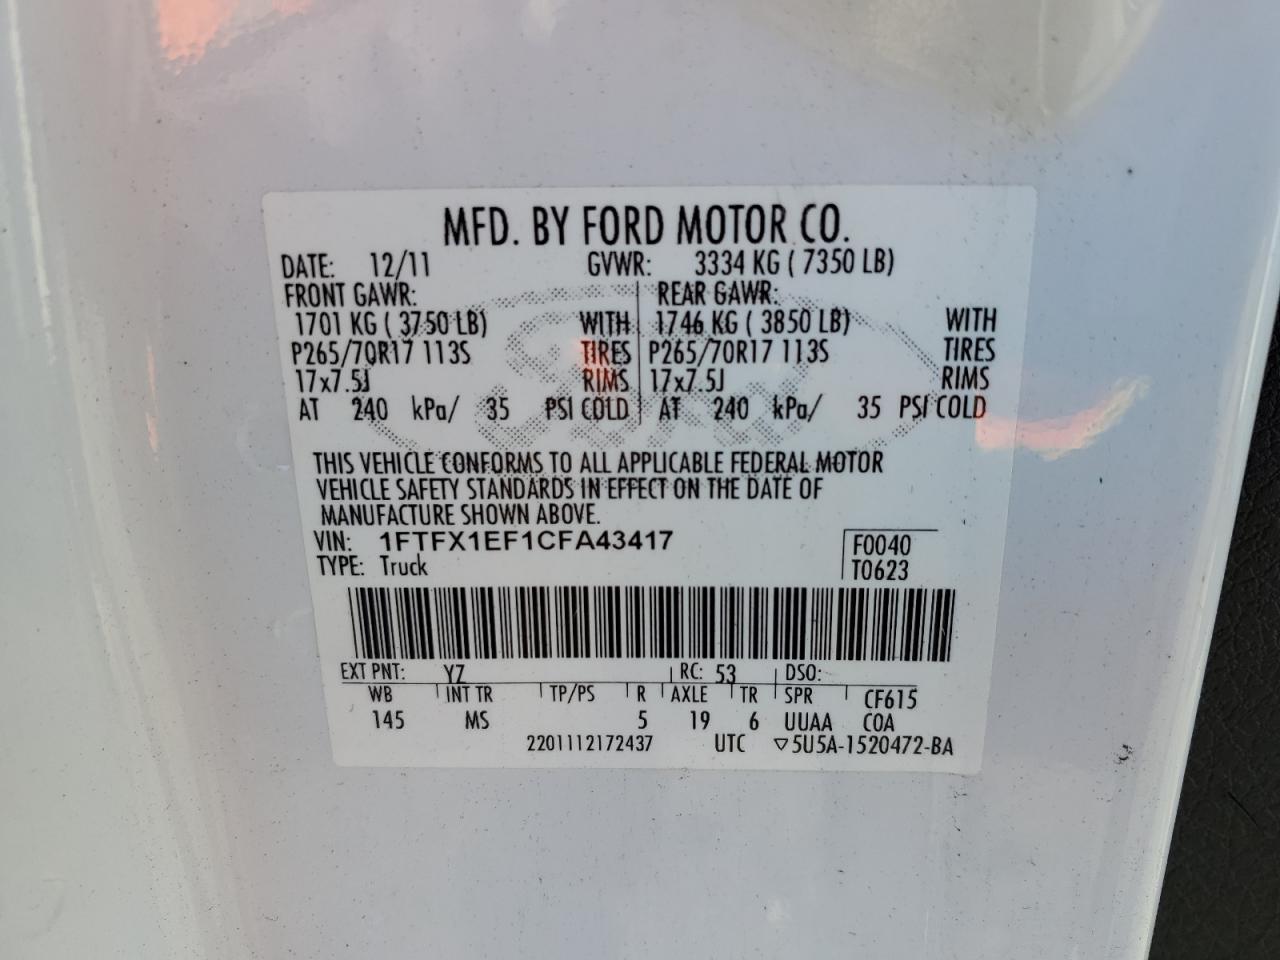 MFD. BY FORD MOTOR CO.
DATE: 12/11 GVWR: 3334 KG ( 7350 LB)
FRONT GAWR: REAR GAWR:
1701 KG ( 3750 LB) WITH 1746 KG ( 3850 LB) WITH
P265/70R17 113S TIRES P265/70R17 113S TIRES
17x7.5J RIMS 17x7.5J RIMS
AT 240 kPa/ 35 PSI COLD AT 240 kPa/ 35 PSI COLD
THIS VEHICLE CONFORMS TO ALL APPLICABLE FEDERAL MOTOR
VEHICLE SAFETY STANDARDS IN EFFECT ON THE DATE OF
MANUFACTURE SHOWN ABOVE.
VIN: 1FTFX1EF1CFA43417 F0040
TYPE: Truck T0623
EXT PNT: YZ RC: 53 DSO:
WB INT TR TP/PS R AXLE TR SPR CF615
145 MS 5 19 6 UUAA COA
2201112172437 UTC ▽5U5A-1520472-BA